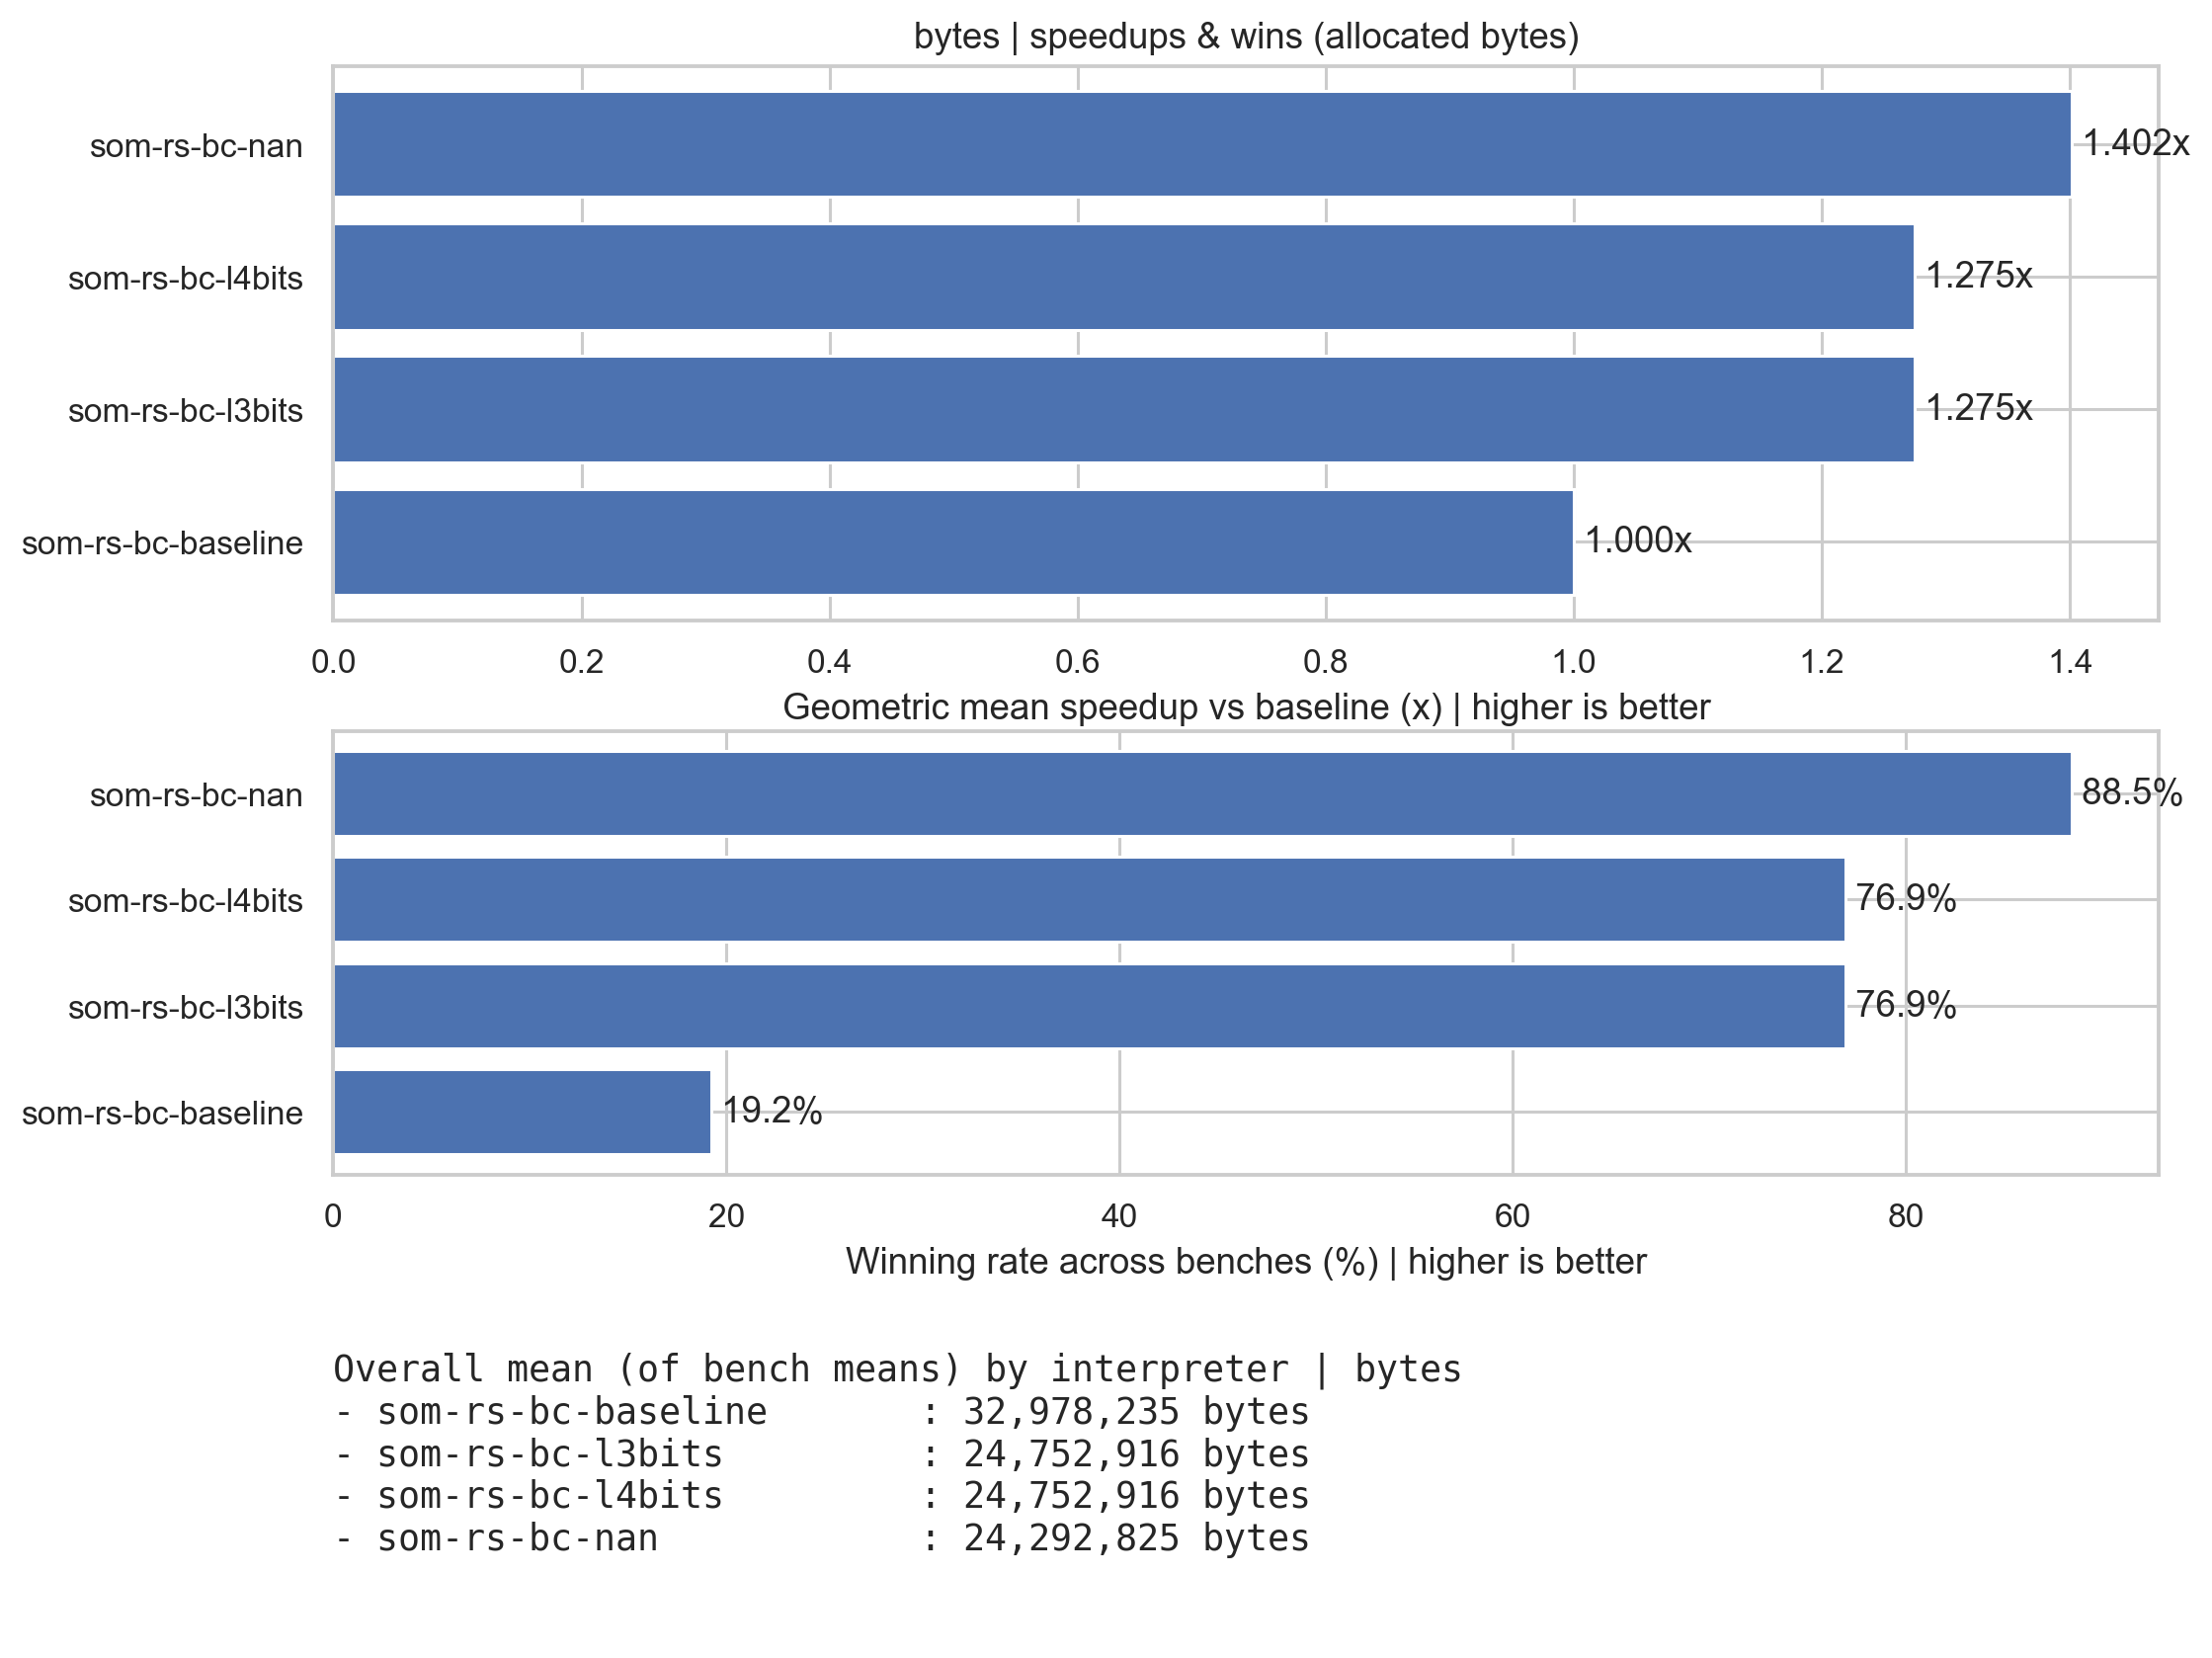 bytes | speedups & wins (allocated bytes)
som-rs-bc-nan
1.402x
som-rs-bc-l4bits
1.275x
som-rs-bc-l3bits
1.275x
som-rs-bc-baseline
1.000x
0.0 0.2 0.4 0.6 0.8 1.0 1.2 1.4
Geometric mean speedup vs baseline (x) | higher is better
som-rs-bc-nan
88.5%
som-rs-bc-l4bits
76.9%
som-rs-bc-l3bits
76.9%
som-rs-bc-baseline
19.2%
0 20 40 60 80
Winning rate across benches (%) | higher is better
Overall mean (of bench means) by interpreter | bytes
- som-rs-bc-baseline : 32,978,235 bytes
- som-rs-bc-l3bits : 24,752,916 bytes
- som-rs-bc-l4bits : 24,752,916 bytes
- som-rs-bc-nan : 24,292,825 bytes